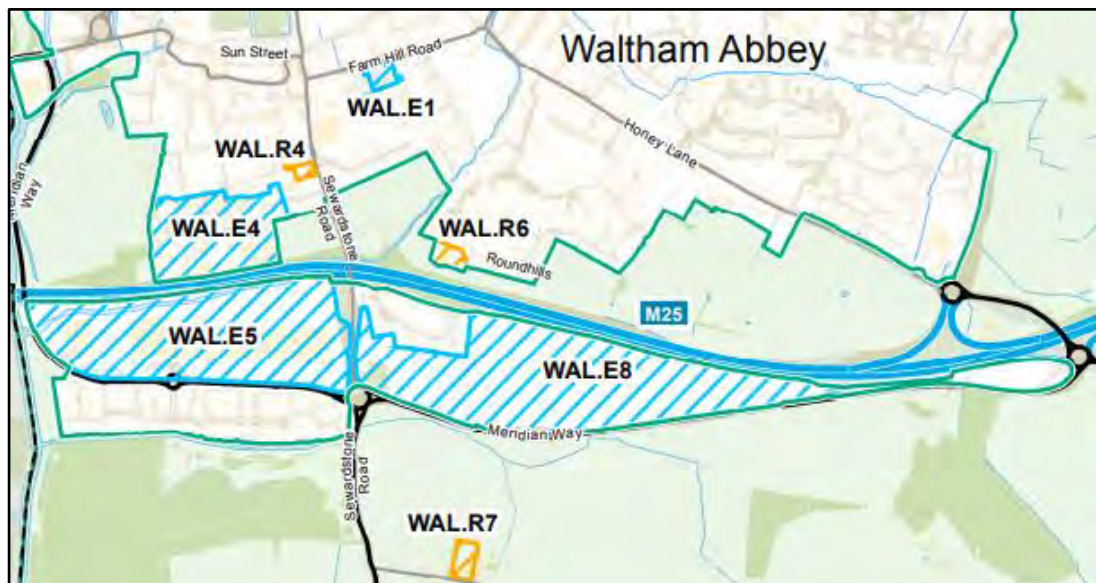 Waltham Abbey
Sun Street
Farm Hill Road
WAL.E1
WAL.R4
Honey Lane
Meridian
Way
Sewardstone
Road
WAL.E4
WAL.R6
Roundhills
M25
WAL.E5
WAL.E8
Meridian Way
Sewardstone
Road
WAL.R7